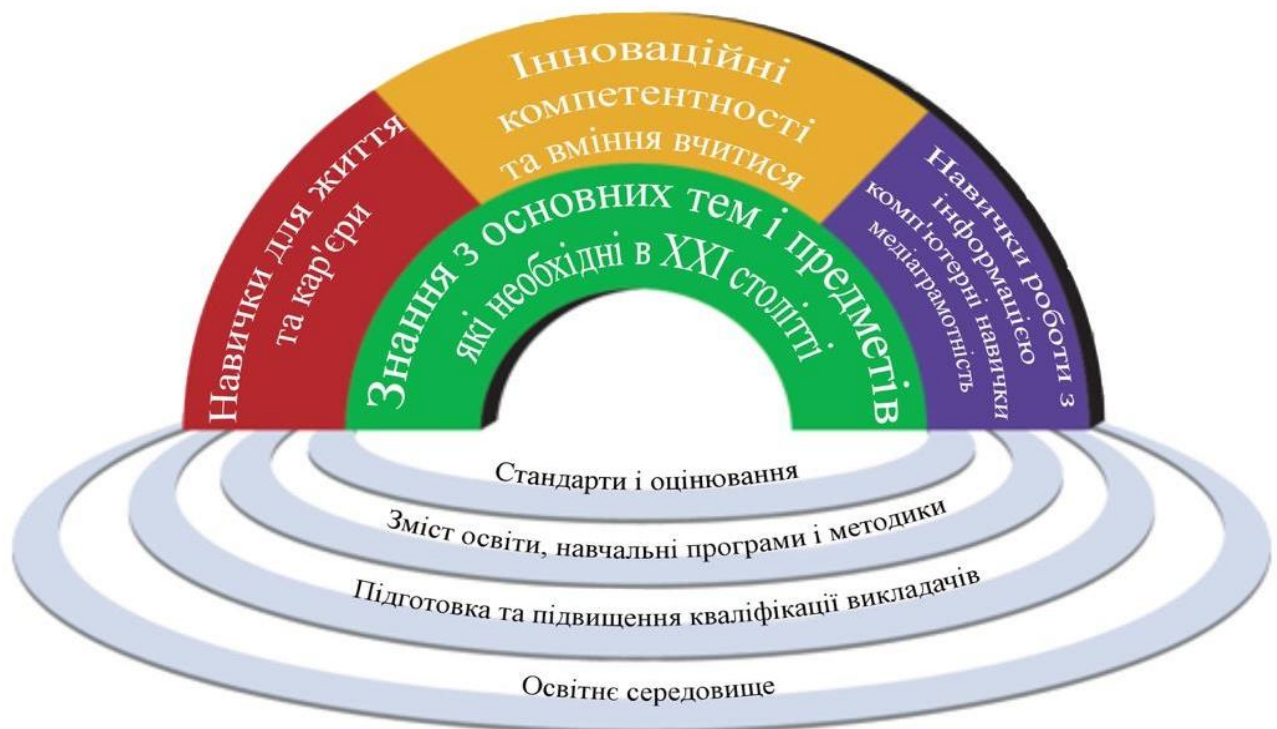 Інноваційні
компетентності
та вміння вчитися
Навички для життя
та кар'єри
Навички роботи з
інформацією
комп'ютерні навички
медіаграмотність
Знання з основних тем і предметів
які необхідні в XXI столітті
Стандарти і оцінювання
Зміст освіти, навчальні програми і методики
Підготовка та підвищення кваліфікації викладачів
Освітнє середовище